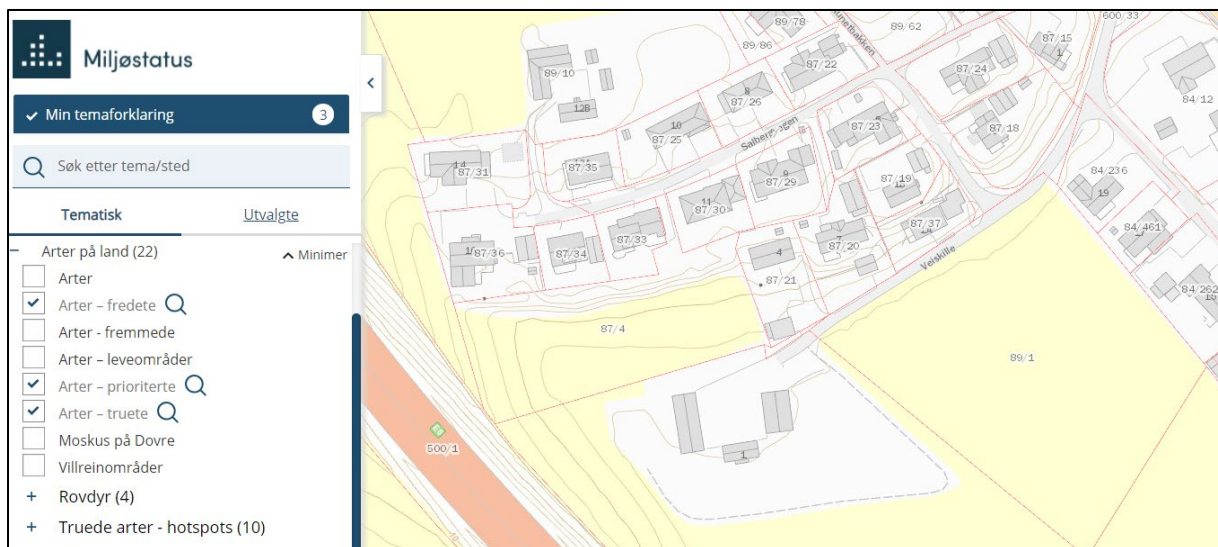 Miljøstatus
Min temaforklaring 3
Søk etter tema/sted
Tematisk Utvalgte
Arter på land (22) Minimer
Arter
Arter – fredete
Arter - fremmede
Arter – leveområder
Arter – prioriterte
Arter – truete
Moskus på Dovre
Villreinområder
+ Rovdyr (4)
+ Truede arter - hotspots (10)
89/78
89/62
600/33
89/86
87/15
1
87/22
87/24
89/10
8
87/26
84/12
12B
10
87/25
87/23
87/18
14
87/31
87/35
9
87/29
87/19
84/236
19
11
87/30
87/33
87/37
84/461
87/36
87/34
4
87/20
Veiskille
87/21
84/262
87/4
89/1
500/1
1